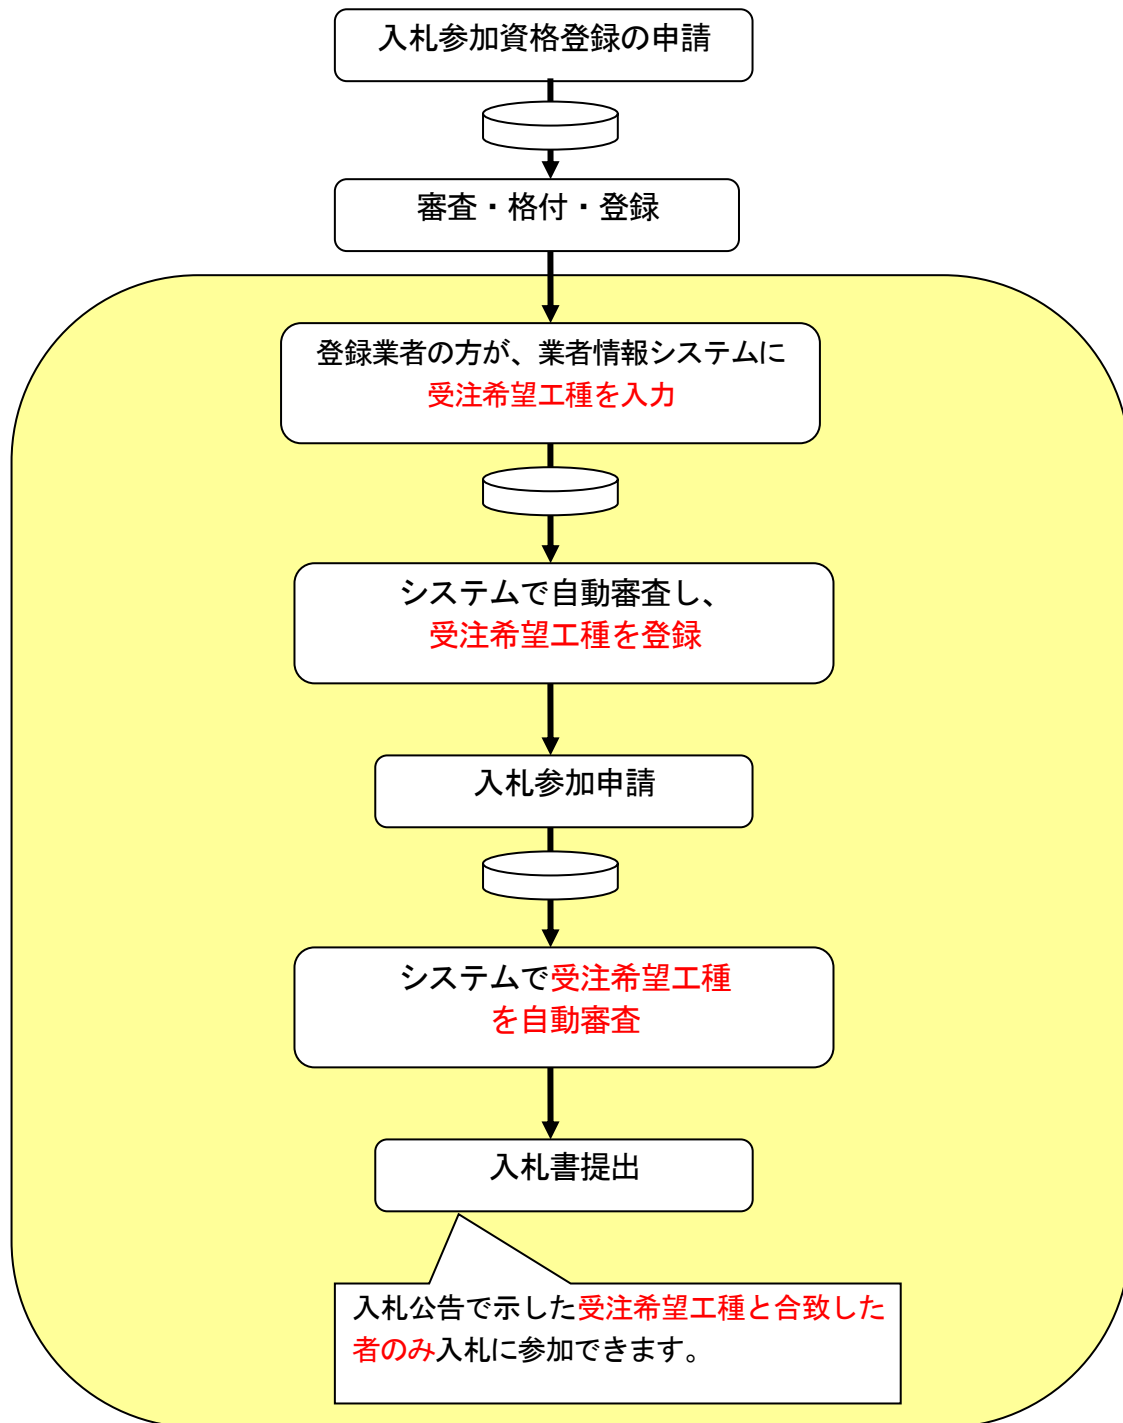 入札参加資格登録の申請
審査・格付・登録
登録業者の方が、業者情報システムに
受注希望工種を入力
システムで自動審査し、
受注希望工種を登録
入札参加申請
システムで受注希望工種
を自動審査
入札書提出
入札公告で示した受注希望工種と合致した
者のみ入札に参加できます。